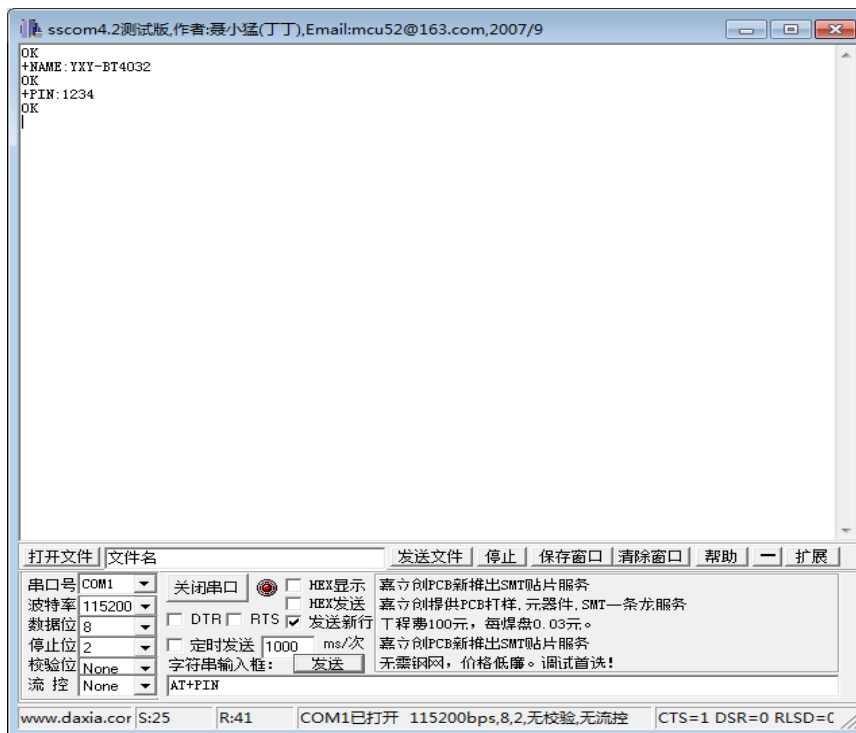 sscom4.2测试版,作者:聂小猛(丁丁),Email:mcu52@163.com,2007/9
OK
+NAME:YXY-BT4032
OK
+PIN:1234
OK
打开文件 文件名 发送文件 停止 保存窗口 清除窗口 帮助 一 扩展
串口号 COM1 关闭串口 HEX显示
波特率 115200 HEX发送
数据位 8 DTR RTS 发送新行
停止位 2 定时发送 1000 ms/次
校验位 None 字符串输入框: 发送
流 控 None AT+PIN
嘉立创PCB新推出SMT贴片服务
嘉立创提供PCB打样.元器件.SMT一条龙服务
工程费100元，每焊盘0.03元。
嘉立创PCB新推出SMT贴片服务
无需钢网，价格低廉。调试首选!
www.daxia.cor S:25 R:41 COM1已打开 115200bps,8,2,无校验,无流控 CTS=1 DSR=0 RLSD=0